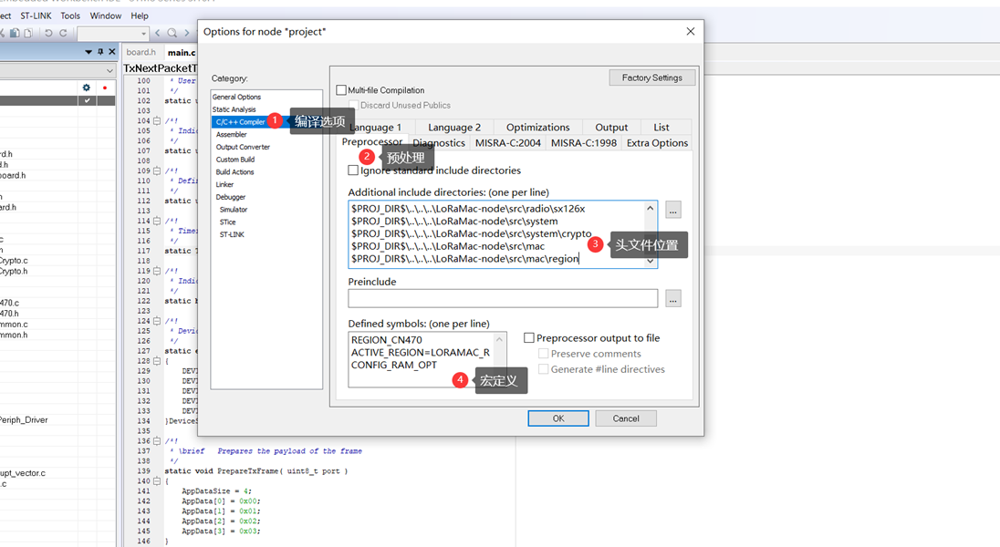 ect ST-LINK Tools Window Help
Options for node "project"
board.h main.c
TxNextPacketT
Category:
Factory Settings
General Options
Static Analysis
C/C++ Compiler
Assembler
Output Converter
Custom Build
Build Actions
Linker
Debugger
Simulator
STice
ST-LINK
1 编译选项
Multi-file Compilation
Discard Unused Publics
Language 1 Language 2 Optimizations Output List
Preprocessor Diagnostics MISRA-C:2004 MISRA-C:1998 Extra Options
2 预处理
Ignore standard include directories
Additional include directories: (one per line)
$PROJ_DIR$\..\..\..\LoRaMac-node\src\radio\sx126x
$PROJ_DIR$\..\..\..\LoRaMac-node\src\system
$PROJ_DIR$\..\..\..\LoRaMac-node\src\system\crypto
$PROJ_DIR$\..\..\..\LoRaMac-node\src\mac
$PROJ_DIR$\..\..\..\LoRaMac-node\src\mac\region
...
3 头文件位置
Preinclude
...
Defined symbols: (one per line)
REGION_CN470
ACTIVE_REGION=LORAMAC_R
CONFIG_RAM_OPT
4 宏定义
Preprocessor output to file
Preserve comments
Generate #line directives
OK Cancel
rd.h
d.h
oard.h
h
ard.h
c
h
Crypto.c
Crypto.h
470.c
470.h
mmon.c
mmon.h
Periph_Driver
upt_vector.c
.c
100 * User
101 */
102 static u
103
104 /*!
105 * Indic
106 */
107 static u
108
109 /*!
110 * Defin
111 */
112 static u
113
114 /*!
115 * Timer
116 */
117 static T
118
119 /*!
120 * Indic
121 */
122 static b
123
124 /*!
125 * Devic
126 */
127 static e
128 {
129 DEVI
130 DEVI
131 DEVI
132 DEVI
133 DEVI
134 }DeviceS
135
136 /*!
137 * \brief Prepares the payload of the frame
138 */
139 static void PrepareTxFrame( uint8_t port )
140 {
141 AppDataSize = 4;
142 AppData[0] = 0x00;
143 AppData[1] = 0x01;
144 AppData[2] = 0x02;
145 AppData[3] = 0x03;
146 }